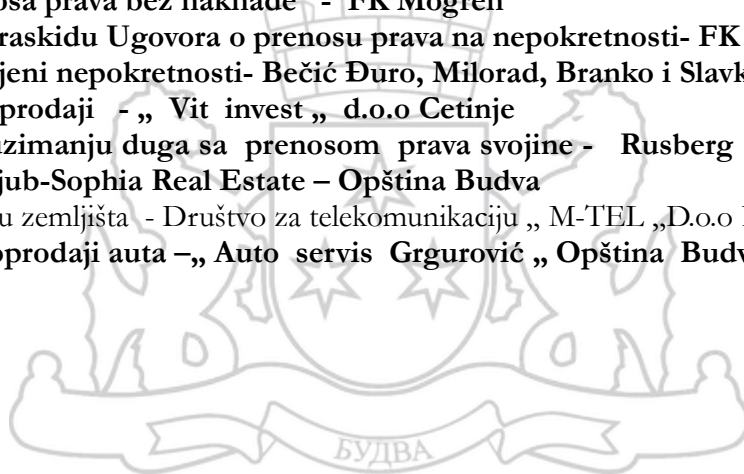 prava bez naknade - FK Mogren
raskidu Ugovora o prenosu prava na nepokretnosti- FK
jeni nepokretnosti- Bečić Đuro, Milorad, Branko i Slavk
prodaji - „ Vit invest „ d.o.o Cetinje
uzimanju duga sa prenosom prava svojine - Rusberg
jub-Sophia Real Estate – Opština Budva
u zemljišta - Društvo za telekomunikaciju „ M-TEL „D.o.o
oprodaji auta –„ Auto servis Grgurović „ Opština Budv
БУДВА